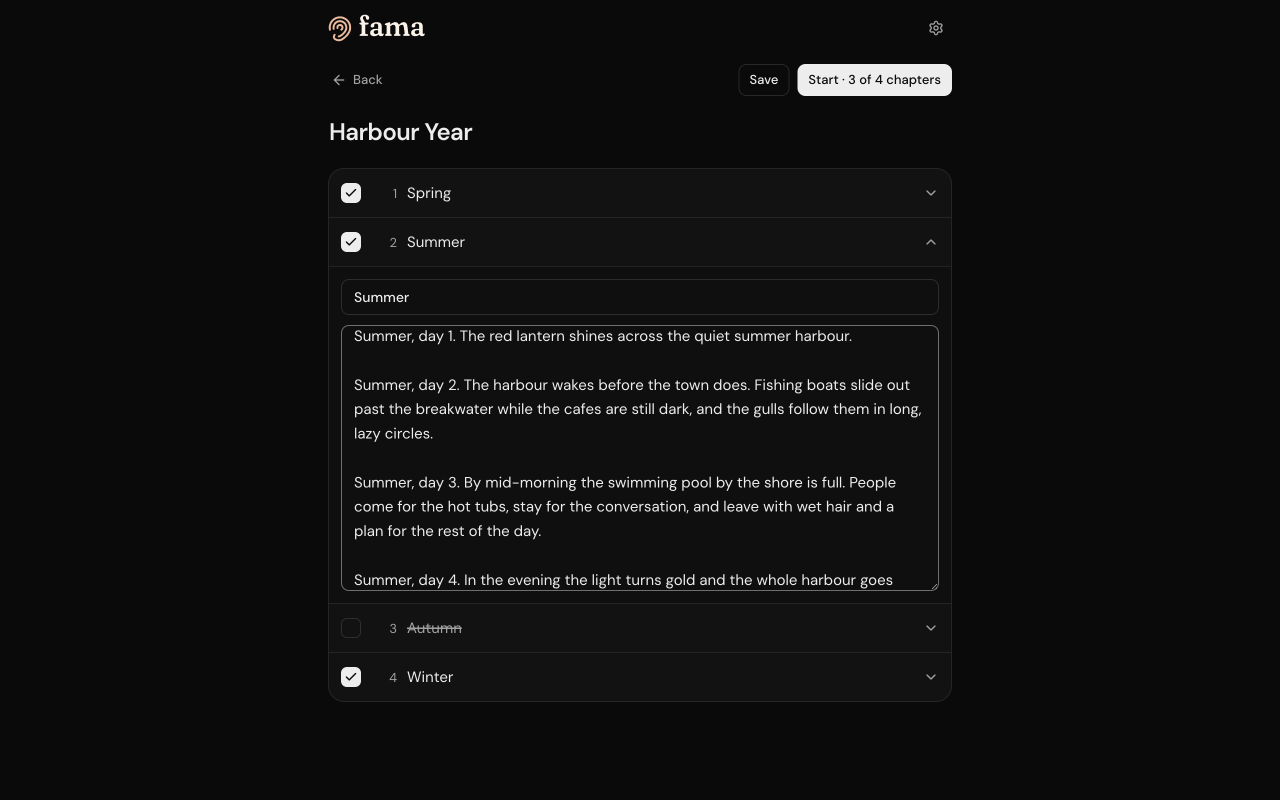 fama
Back
Save
Start · 3 of 4 chapters
Harbour Year
1 Spring
2 Summer
Summer
Summer, day 1. The red lantern shines across the quiet summer harbour.
Summer, day 2. The harbour wakes before the town does. Fishing boats slide out
past the breakwater while the cafes are still dark, and the gulls follow them in long,
lazy circles.
Summer, day 3. By mid-morning the swimming pool by the shore is full. People
come for the hot tubs, stay for the conversation, and leave with wet hair and a
plan for the rest of the day.
Summer, day 4. In the evening the light turns gold and the whole harbour goes
3 Autumn
4 Winter